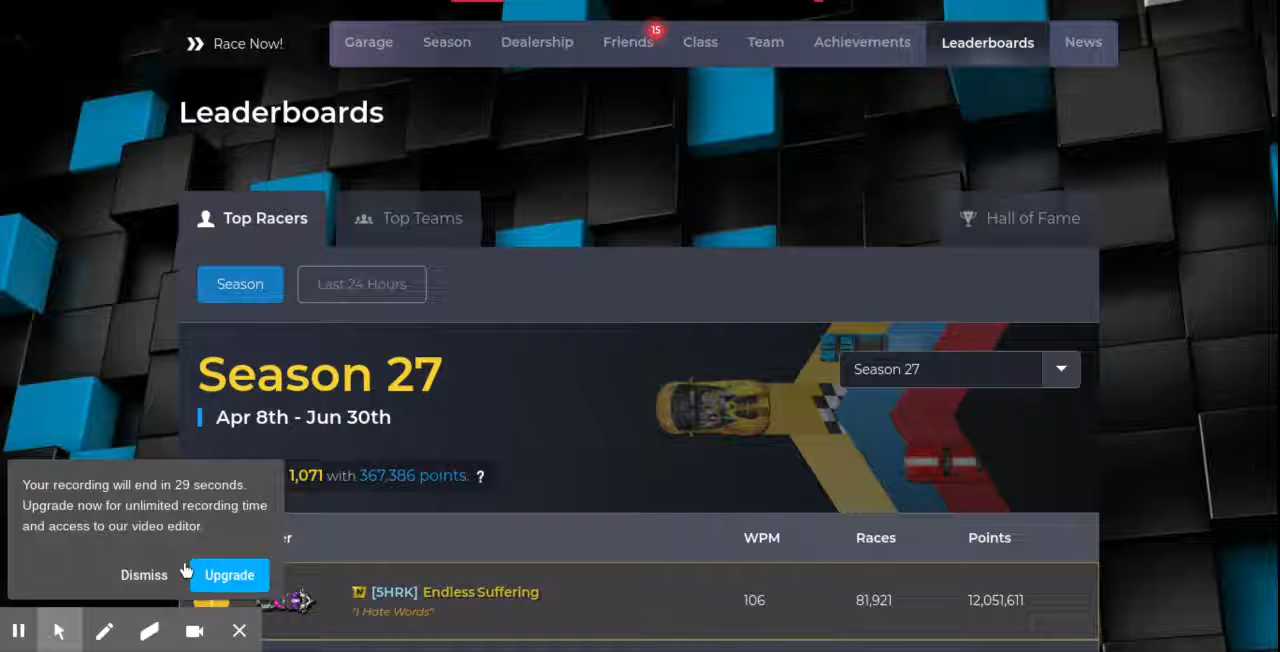 Race Now!
Garage
Season
Dealership
Friends
15
Class
Team
Achievements
Leaderboards
News
Leaderboards
Top Racers
Top Teams
Hall of Fame
Season
Last 24 Hours
Season 27
Apr 8th - Jun 30th
Season 27
1,071 with 367,386 points. ?
Your recording will end in 29 seconds.
Upgrade now for unlimited recording time
and access to our video editor.
Dismiss
Upgrade
er
WPM
Races
Points
N [5HRK] Endless Suffering
"I Hate Words"
106
81,921
12,051,611